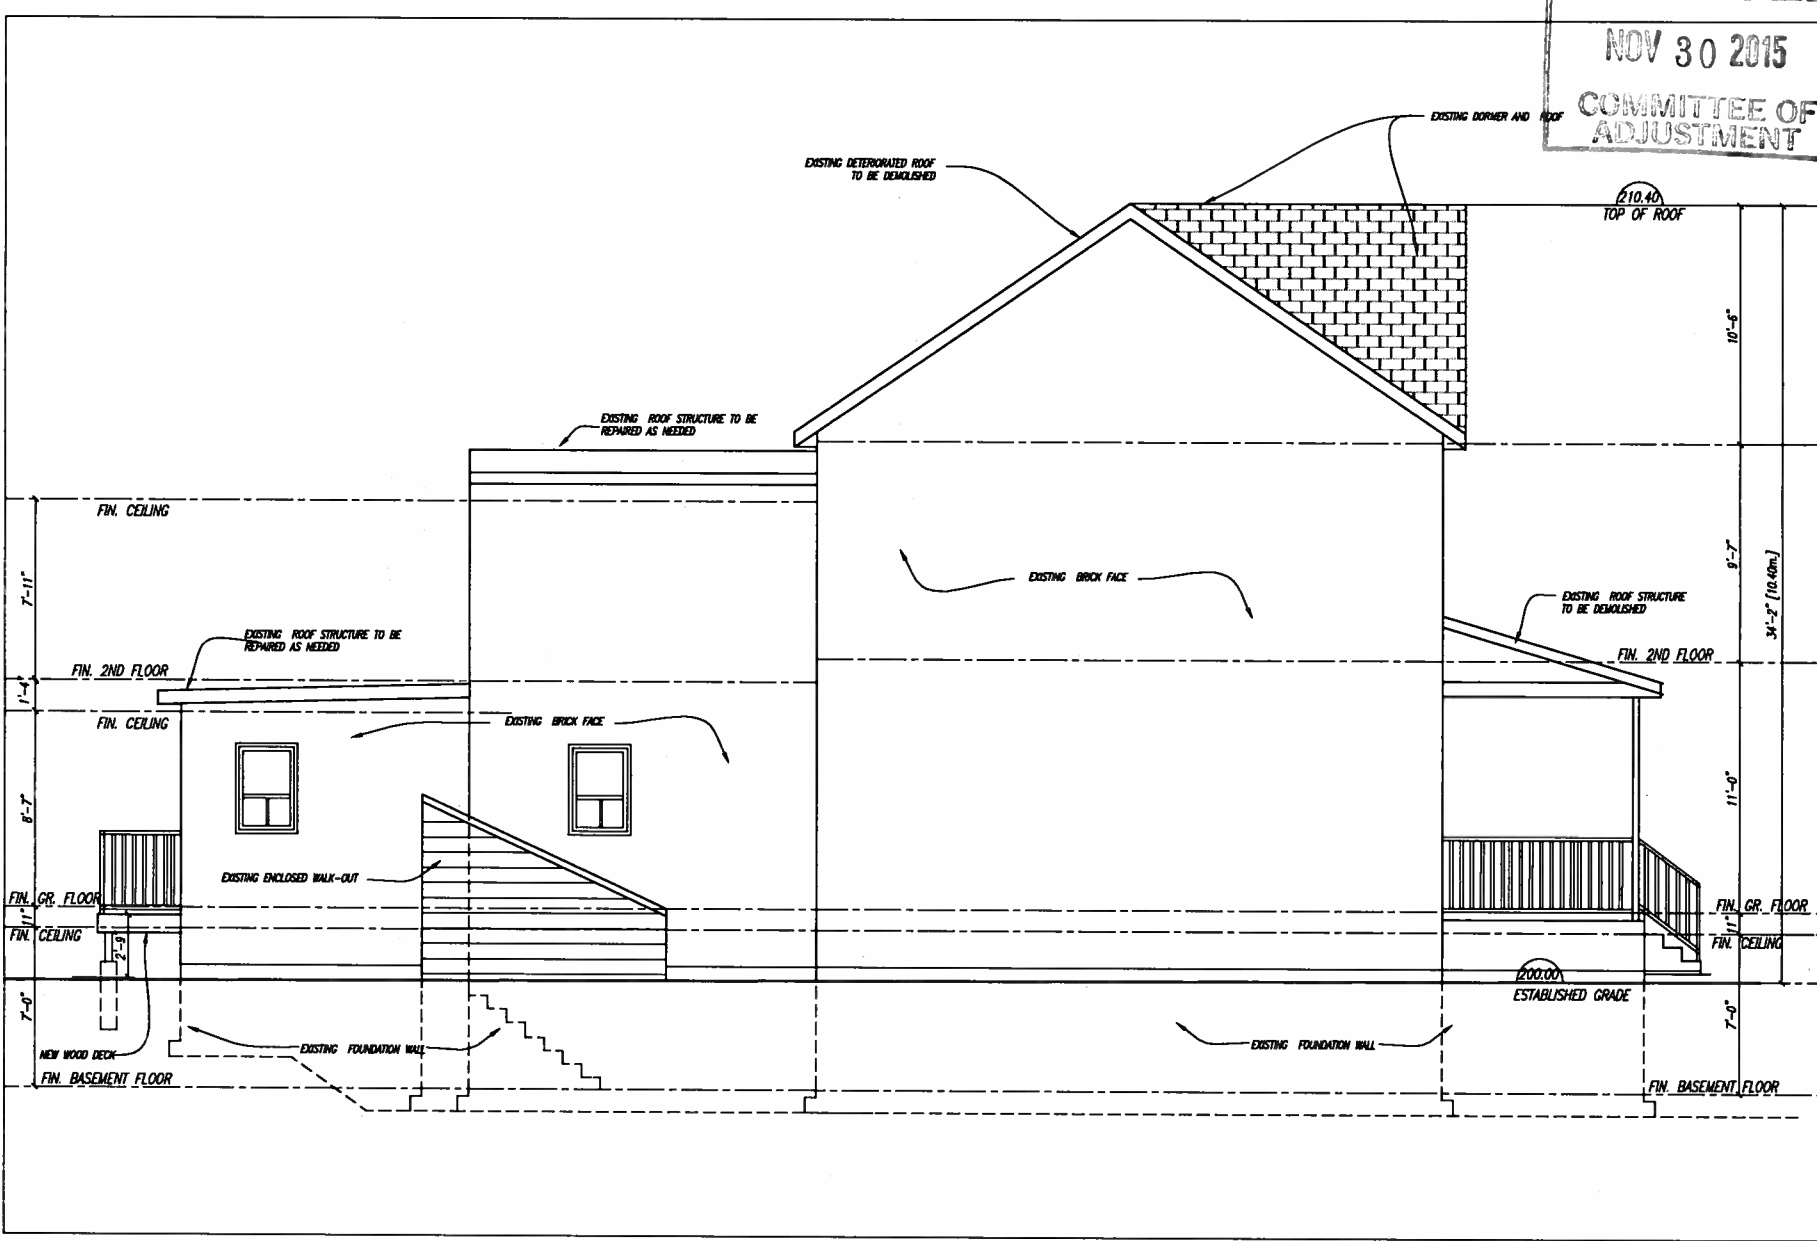 NOV 30 2015
COMMITTEE OF
ADJUSTMENT
EXISTING DORMER AND ROOF
EXISTING DETERIORATED ROOF
TO BE DEMOLISHED
210.40
TOP OF ROOF
10'-6"
EXISTING ROOF STRUCTURE TO BE
REPAIRED AS NEEDED
FIN. CEILING
7'-11"
EXISTING BRICK FACE
9'-7"
34'-2" [10.40m]
EXISTING ROOF STRUCTURE
TO BE DEMOLISHED
EXISTING ROOF STRUCTURE TO BE
REPAIRED AS NEEDED
FIN. 2ND FLOOR
FIN. 2ND FLOOR
1'-4"
FIN. CEILING
EXISTING BRICK FACE
8'-7"
11'-0"
EXISTING ENCLOSED WALK-OUT
FIN. GR. FLOOR
FIN. GR. FLOOR
11"
11"
FIN. CEILING
FIN. CEILING
2'-9
200.00
ESTABLISHED GRADE
7'-0"
7'-0"
NEW WOOD DECK
EXISTING FOUNDATION WALL
EXISTING FOUNDATION WALL
FIN. BASEMENT FLOOR
FIN. BASEMENT FLOOR